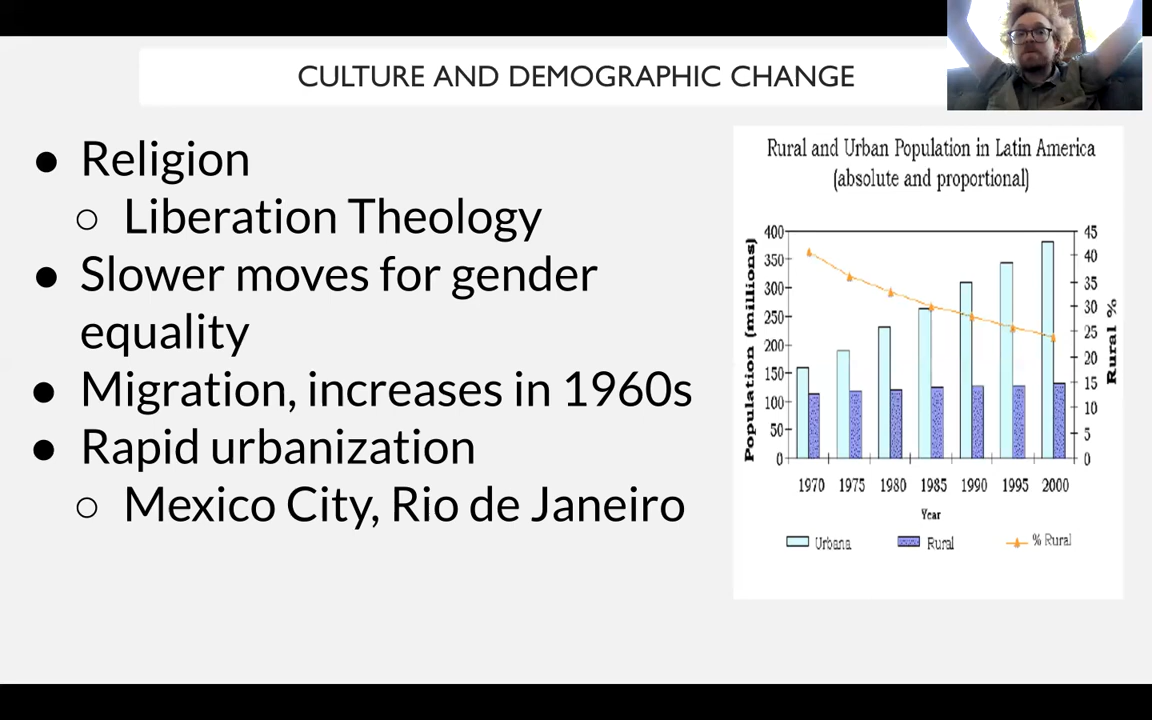 CULTURE AND DEMOGRAPHIC CHANGE
● Religion
○ Liberation Theology
● Slower moves for gender
equality
● Migration, increases in 1960s
● Rapid urbanization
○ Mexico City, Rio de Janeiro
Rural and Urban Population in Latin America
(absolute and proportional)
Population (millions)
400
350
300
250
200
150
100
50
0
45
40
35
30
25
20
15
10
5
0
Rural %
1970 1975 1980 1985 1990 1995 2000
Year
Urbana Rural % Rural